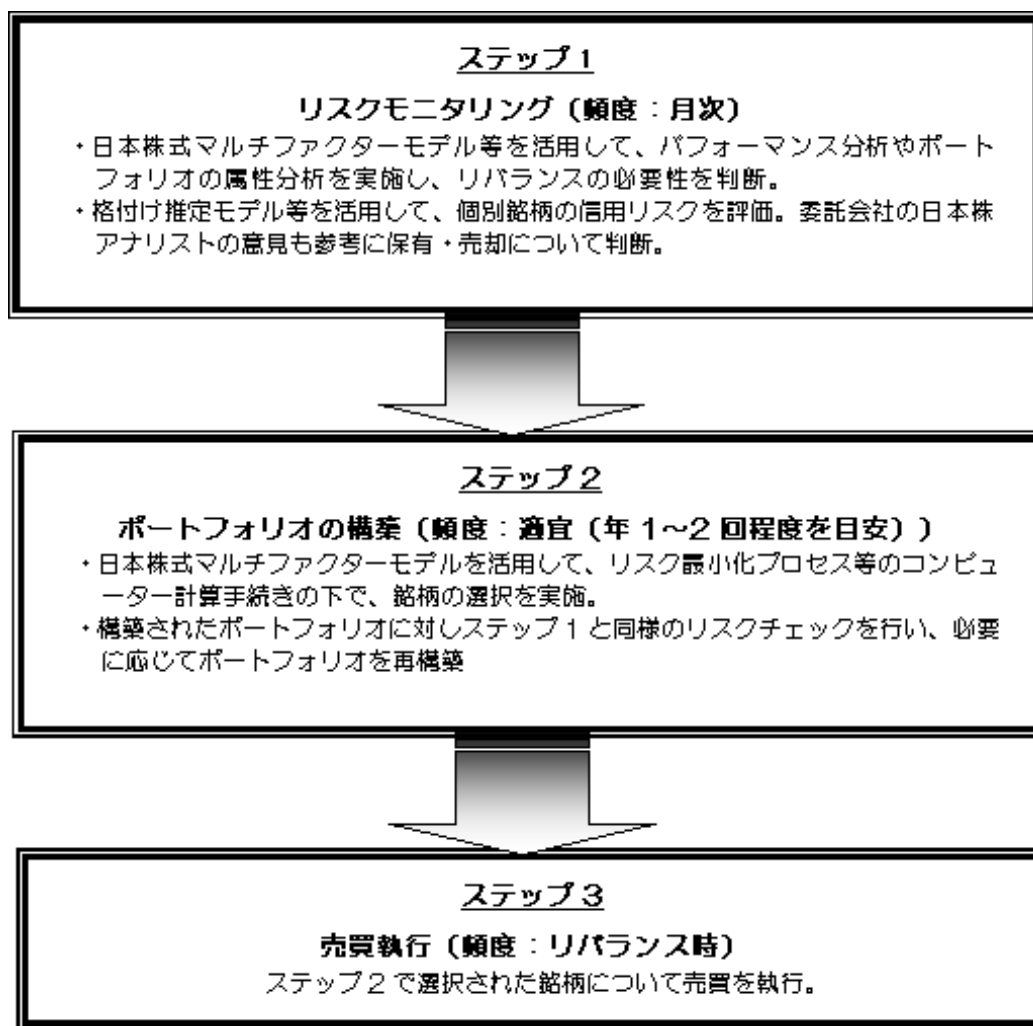 ステップ1
リスクモニタリング（頻度：月次）
・日本株式マルチファクターモデル等を活用して、パフォーマンス分析やポート
フォリオの属性分析を実施し、リバランスの必要性を判断。
・格付け推定モデル等を活用して、個別銘柄の信用リスクを評価。委託会社の日本株
アナリストの意見も参考に保有・売却について判断。
ステップ2
ポートフォリオの構築（頻度：適宜（年1～2回程度を目安））
・日本株式マルチファクターモデルを活用して、リスク最小化プロセス等のコンピュ
ーター計算手続きの下で、銘柄の選択を実施。
・構築されたポートフォリオに対しステップ1と同様のリスクチェックを行い、必要
に応じてポートフォリオを再構築
ステップ3
売買執行（頻度：リバランス時）
ステップ2で選択された銘柄について売買を執行。